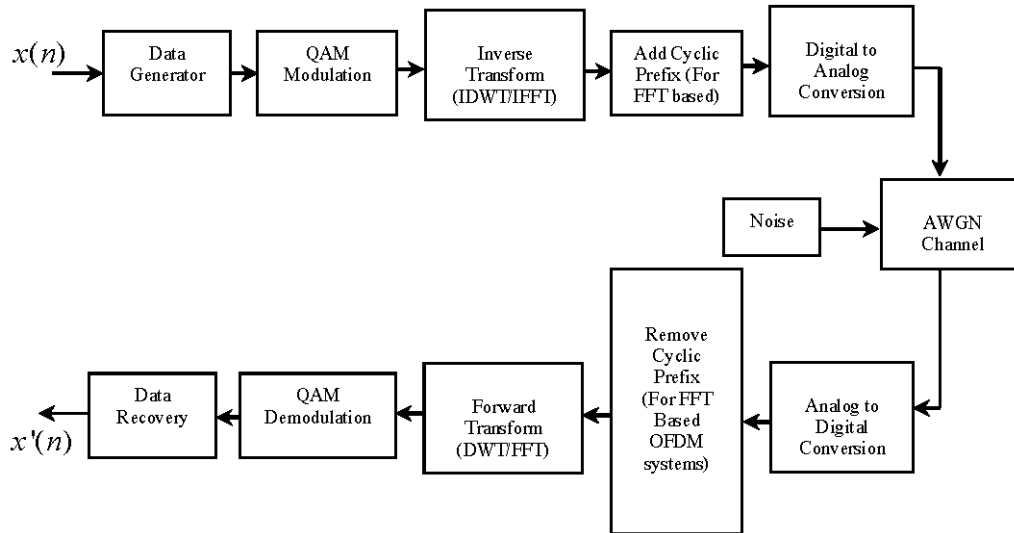 x(n)
Data
Generator
QAM
Modulation
Inverse
Transform
(IDWT/IFFT)
Add Cyclic
Prefix (For
FFT based)
Digital to
Analog
Conversion
Noise
AWGN
Channel
Analog to
Digital
Conversion
Remove
Cyclic
Prefix
(For FFT
Based
OFDM
systems)
Forward
Transform
(DWT/FFT)
QAM
Demodulation
Data
Recovery
x'(n)